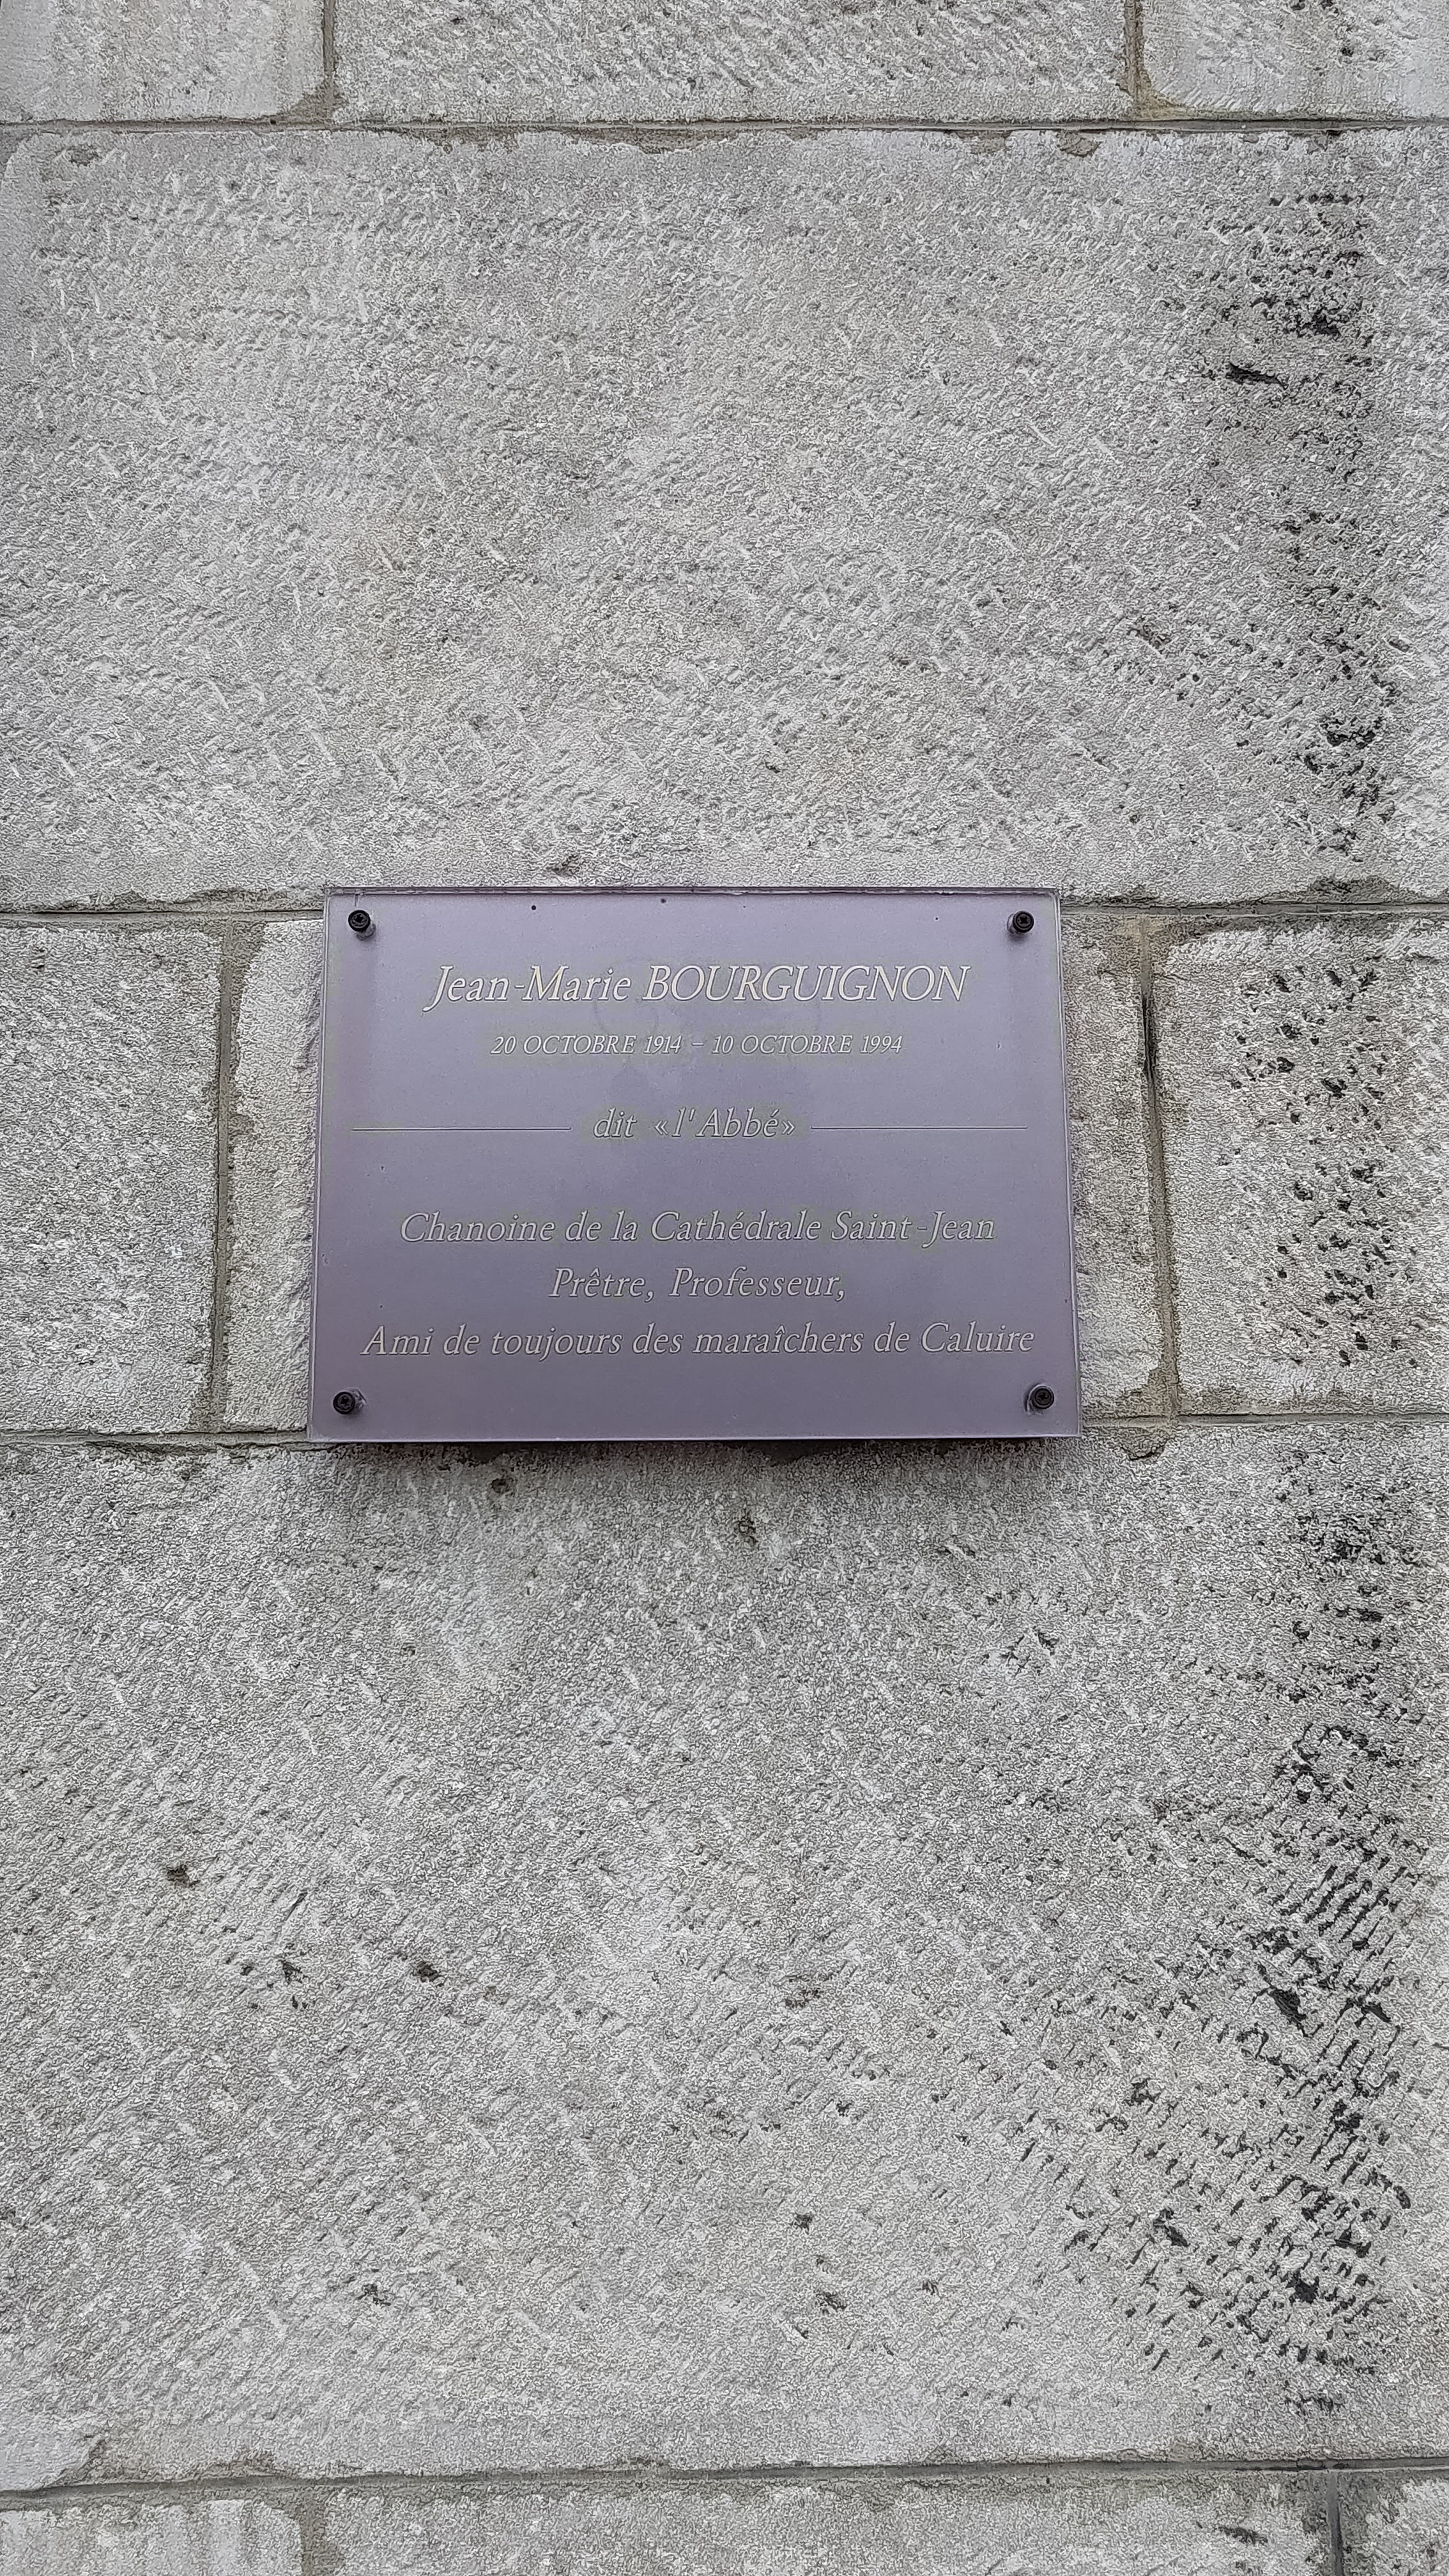 Jean-Marie BOURGUIGNON
20 OCTOBRE 1914 - 10 OCTOBRE 1994
dit «l'Abbé»
Chanoine de la Cathédrale Saint-Jean
Prêtre, Professeur,
Ami de toujours des maraîchers de Caluire